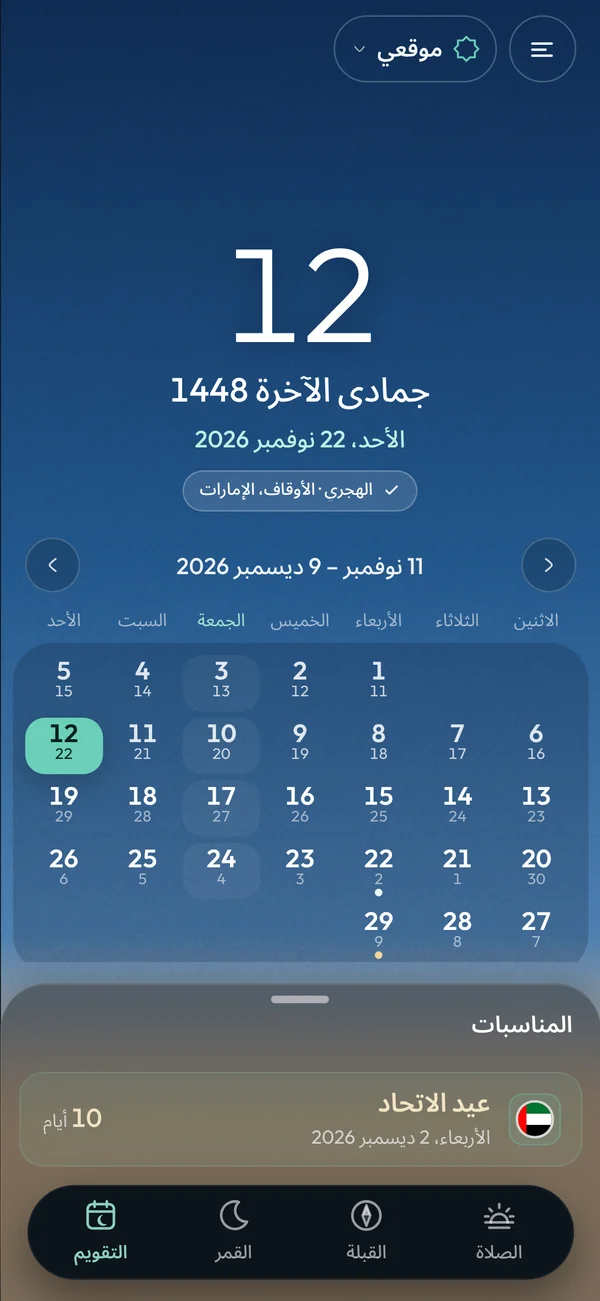 موقعي
12
جمادى الآخرة 1448
الأحد، 22 نوفمبر 2026
الهجري · الأوقاف، الإمارات
11 نوفمبر – 9 ديسمبر 2026
الاثنين الثلاثاء الأربعاء الخميس الجمعة السبت الأحد
1 2 3 4 5
11 12 13 14 15
6 7 8 9 10 11 12
16 17 18 19 20 21 22
13 14 15 16 17 18 19
23 24 25 26 27 28 29
20 21 22 23 24 25 26
30 1 2 3 4 5 6
27 28 29
7 8 9
المناسبات
عيد الاتحاد
الأربعاء، 2 ديسمبر 2026
10 أيام
الصلاة القبلة القمر التقويم